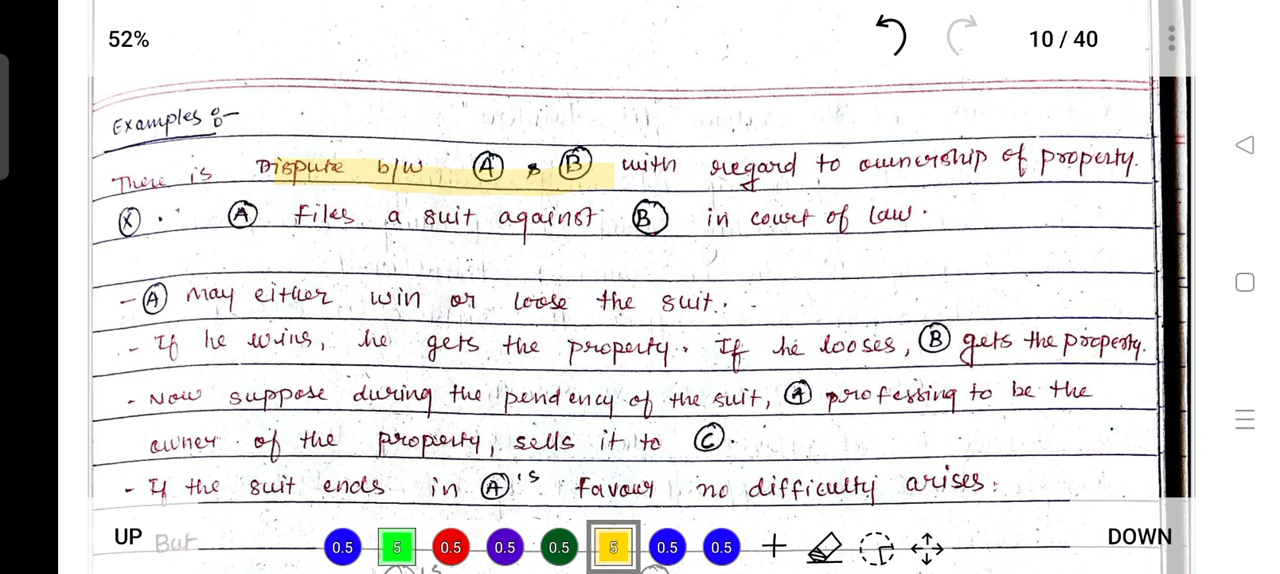 52%
10 / 40
Examples :-
There is Dispute b/w A & B with regard to ownership of property.
X. A files a suit against B in court of law.
- A may either win or loose the suit.
- If he wins, he gets the property. If he looses, B gets the property.
- Now suppose during the pendency of the suit, A professing to be the
owner of the property, sells it to C.
- If the suit ends in A's favour no difficulty arises.
UP
But
0.5
5
0.5
0.5
0.5
5
0.5
0.5
DOWN